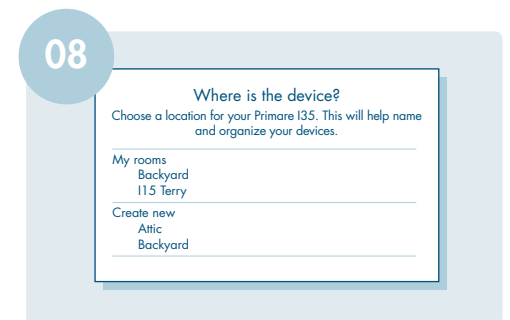 08
Where is the device?
Choose a location for your Primare I35. This will help name
and organize your devices.
My rooms
Backyard
I15 Terry
Create new
Attic
Backyard